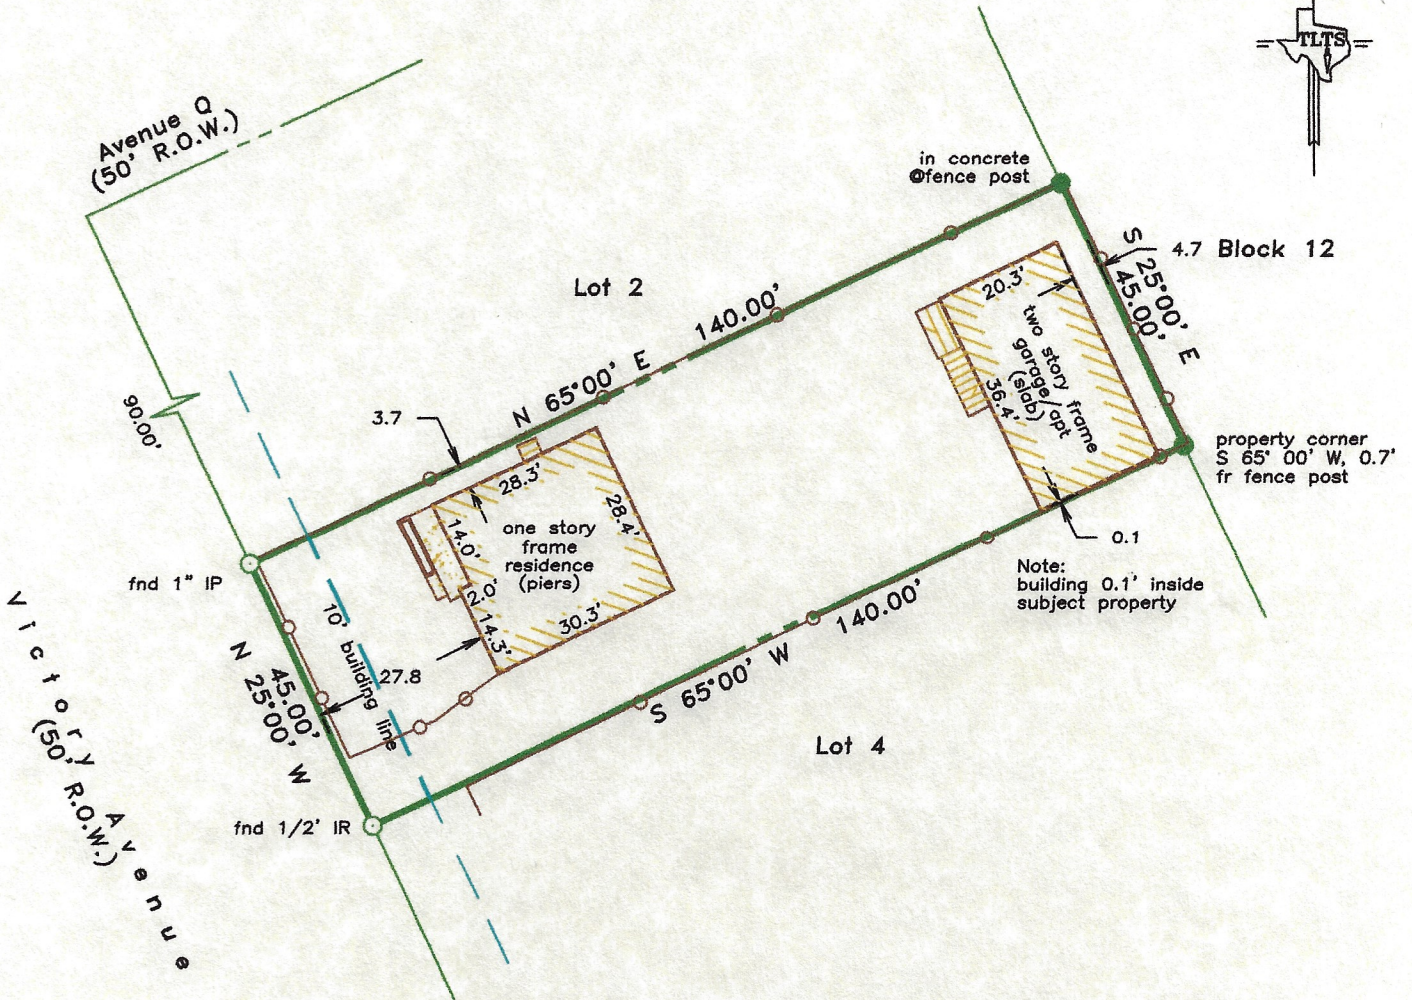 Avenue Q
(50' R.O.W.)
TLTS
in concrete
@fence post
S 25°00' E
45.00'
4.7
Block 12
Lot 2
140.00'
N 65°00' E
20.3'
two story frame
garage/apt
(slab)
36.4'
90.00'
3.7
28.3'
28.4'
14.0'
one story
frame
residence
(piers)
2.0'
14.3'
30.3'
property corner
S 65° 00' W, 0.7'
fr fence post
0.1
Note:
building 0.1' inside
subject property
fnd 1" IP
10' building line
27.8
N 25°00' W
45.00'
140.00'
S 65°00' W
Lot 4
Victory Avenue
(50' R.O.W.)
fnd 1/2' IR